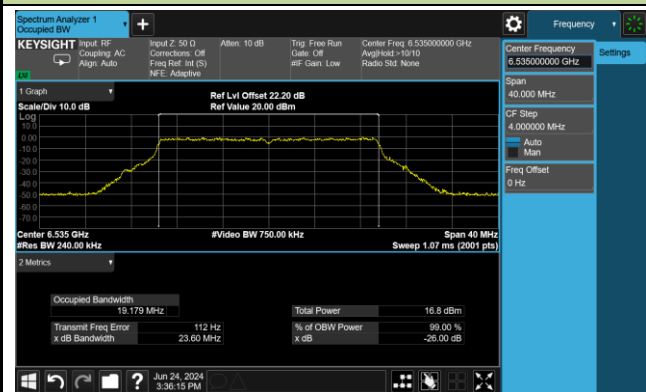 Spectrum Analyzer 1
Occupied BW
Frequency
KEYSIGHT
Input: RF
Coupling: AC
Align: Auto
Input Z: 50 Ω
Corrections: Off
Freq Ref: Int (S)
NFE: Adaptive
Atten: 10 dB
Trig: Free Run
Gate: Off
#IF Gain: Low
Center Freq: 6.535000000 GHz
Avg|Hold:>10/10
Radio Std: None
Center Frequency
6.535000000 GHz
Settings
Span
40.000 MHz
CF Step
4.000000 MHz
Auto
Man
Freq Offset
0 Hz
1 Graph
Scale/Div 10.0 dB
Ref Lvl Offset 22.20 dB
Ref Value 20.00 dBm
Log
10.0
0.00
-10.0
-20.0
-30.0
-40.0
-50.0
-60.0
-70.0
Center 6.535 GHz
#Res BW 240.00 kHz
#Video BW 750.00 kHz
Span 40 MHz
Sweep 1.07 ms (2001 pts)
2 Metrics
Occupied Bandwidth
19.179 MHz
Total Power 16.8 dBm
Transmit Freq Error 112 Hz
% of OBW Power 99.00 %
x dB Bandwidth 23.60 MHz
x dB -26.00 dB
Jun 24, 2024
3:36:15 PM